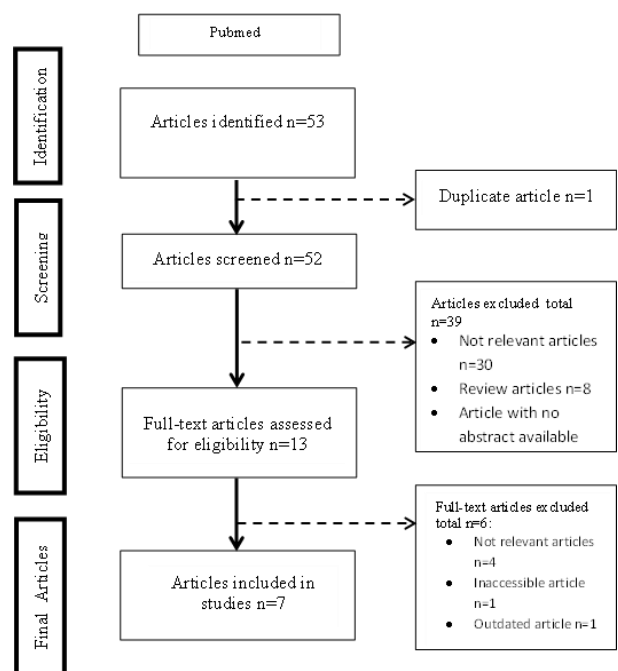 Pubmed
Identification
Articles identified n=53
Duplicate article n=1
Screening
Articles screened n=52
Articles excluded total
n=39
• Not relevant articles
n=30
• Review articles n=8
• Article with no
abstract available
Eligibility
Full-text articles assessed
for eligibility n=13
Full-text articles excluded
total n=6:
• Not relevant articles
n=4
• Inaccessible article
n=1
• Outdated article n=1
Final Articles
Articles included in
studies n=7